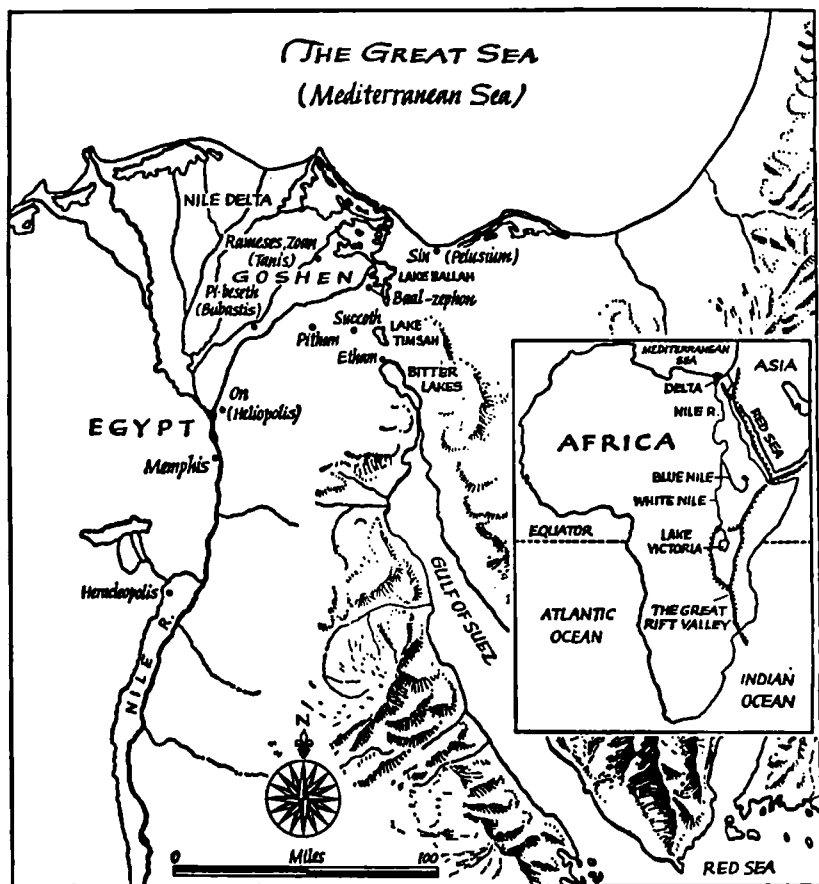 THE GREAT SEA
(Mediterranean Sea)
NILE DELTA
Rameses, Zoan
(Tanis)
Sin (Pelusium)
GOSHEN
LAKE BALLAH
Baal-zephon
Pi-beseth
(Bubastis)
Pithom
Succoth
LAKE
TIMSAH
Etham
BITTER
LAKES
On
(Heliopolis)
EGYPT
Memphis
Heracleopolis
NILE R.
GULF OF SUEZ
N
0 Miles 100
RED SEA
MEDITERRANEAN
SEA
ASIA
DELTA
NILE R.
RED SEA
AFRICA
BLUE NILE
WHITE NILE
EQUATOR
LAKE
VICTORIA
THE GREAT
RIFT VALLEY
ATLANTIC
OCEAN
INDIAN
OCEAN